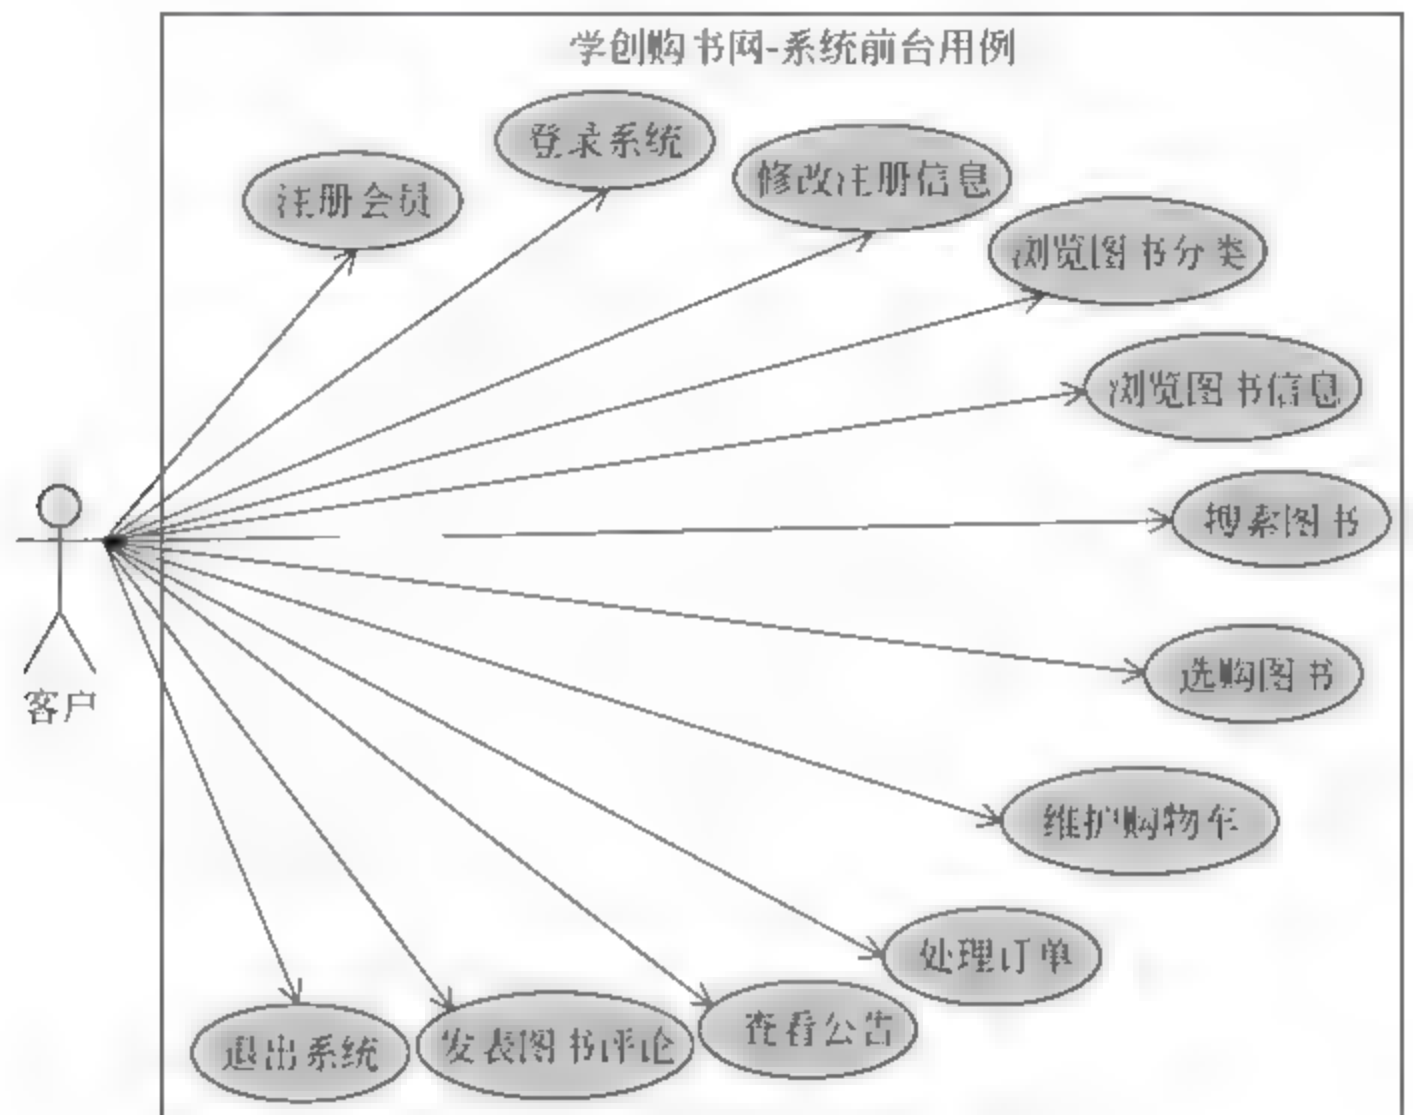 学创购书网-系统前台用例
登录系统
修改注册信息
注册会员
浏览图书分类
浏览图书信息
搜索图书
选购图书
客户
维护购物车
处理订单
查看公告
发表图书评论
退出系统